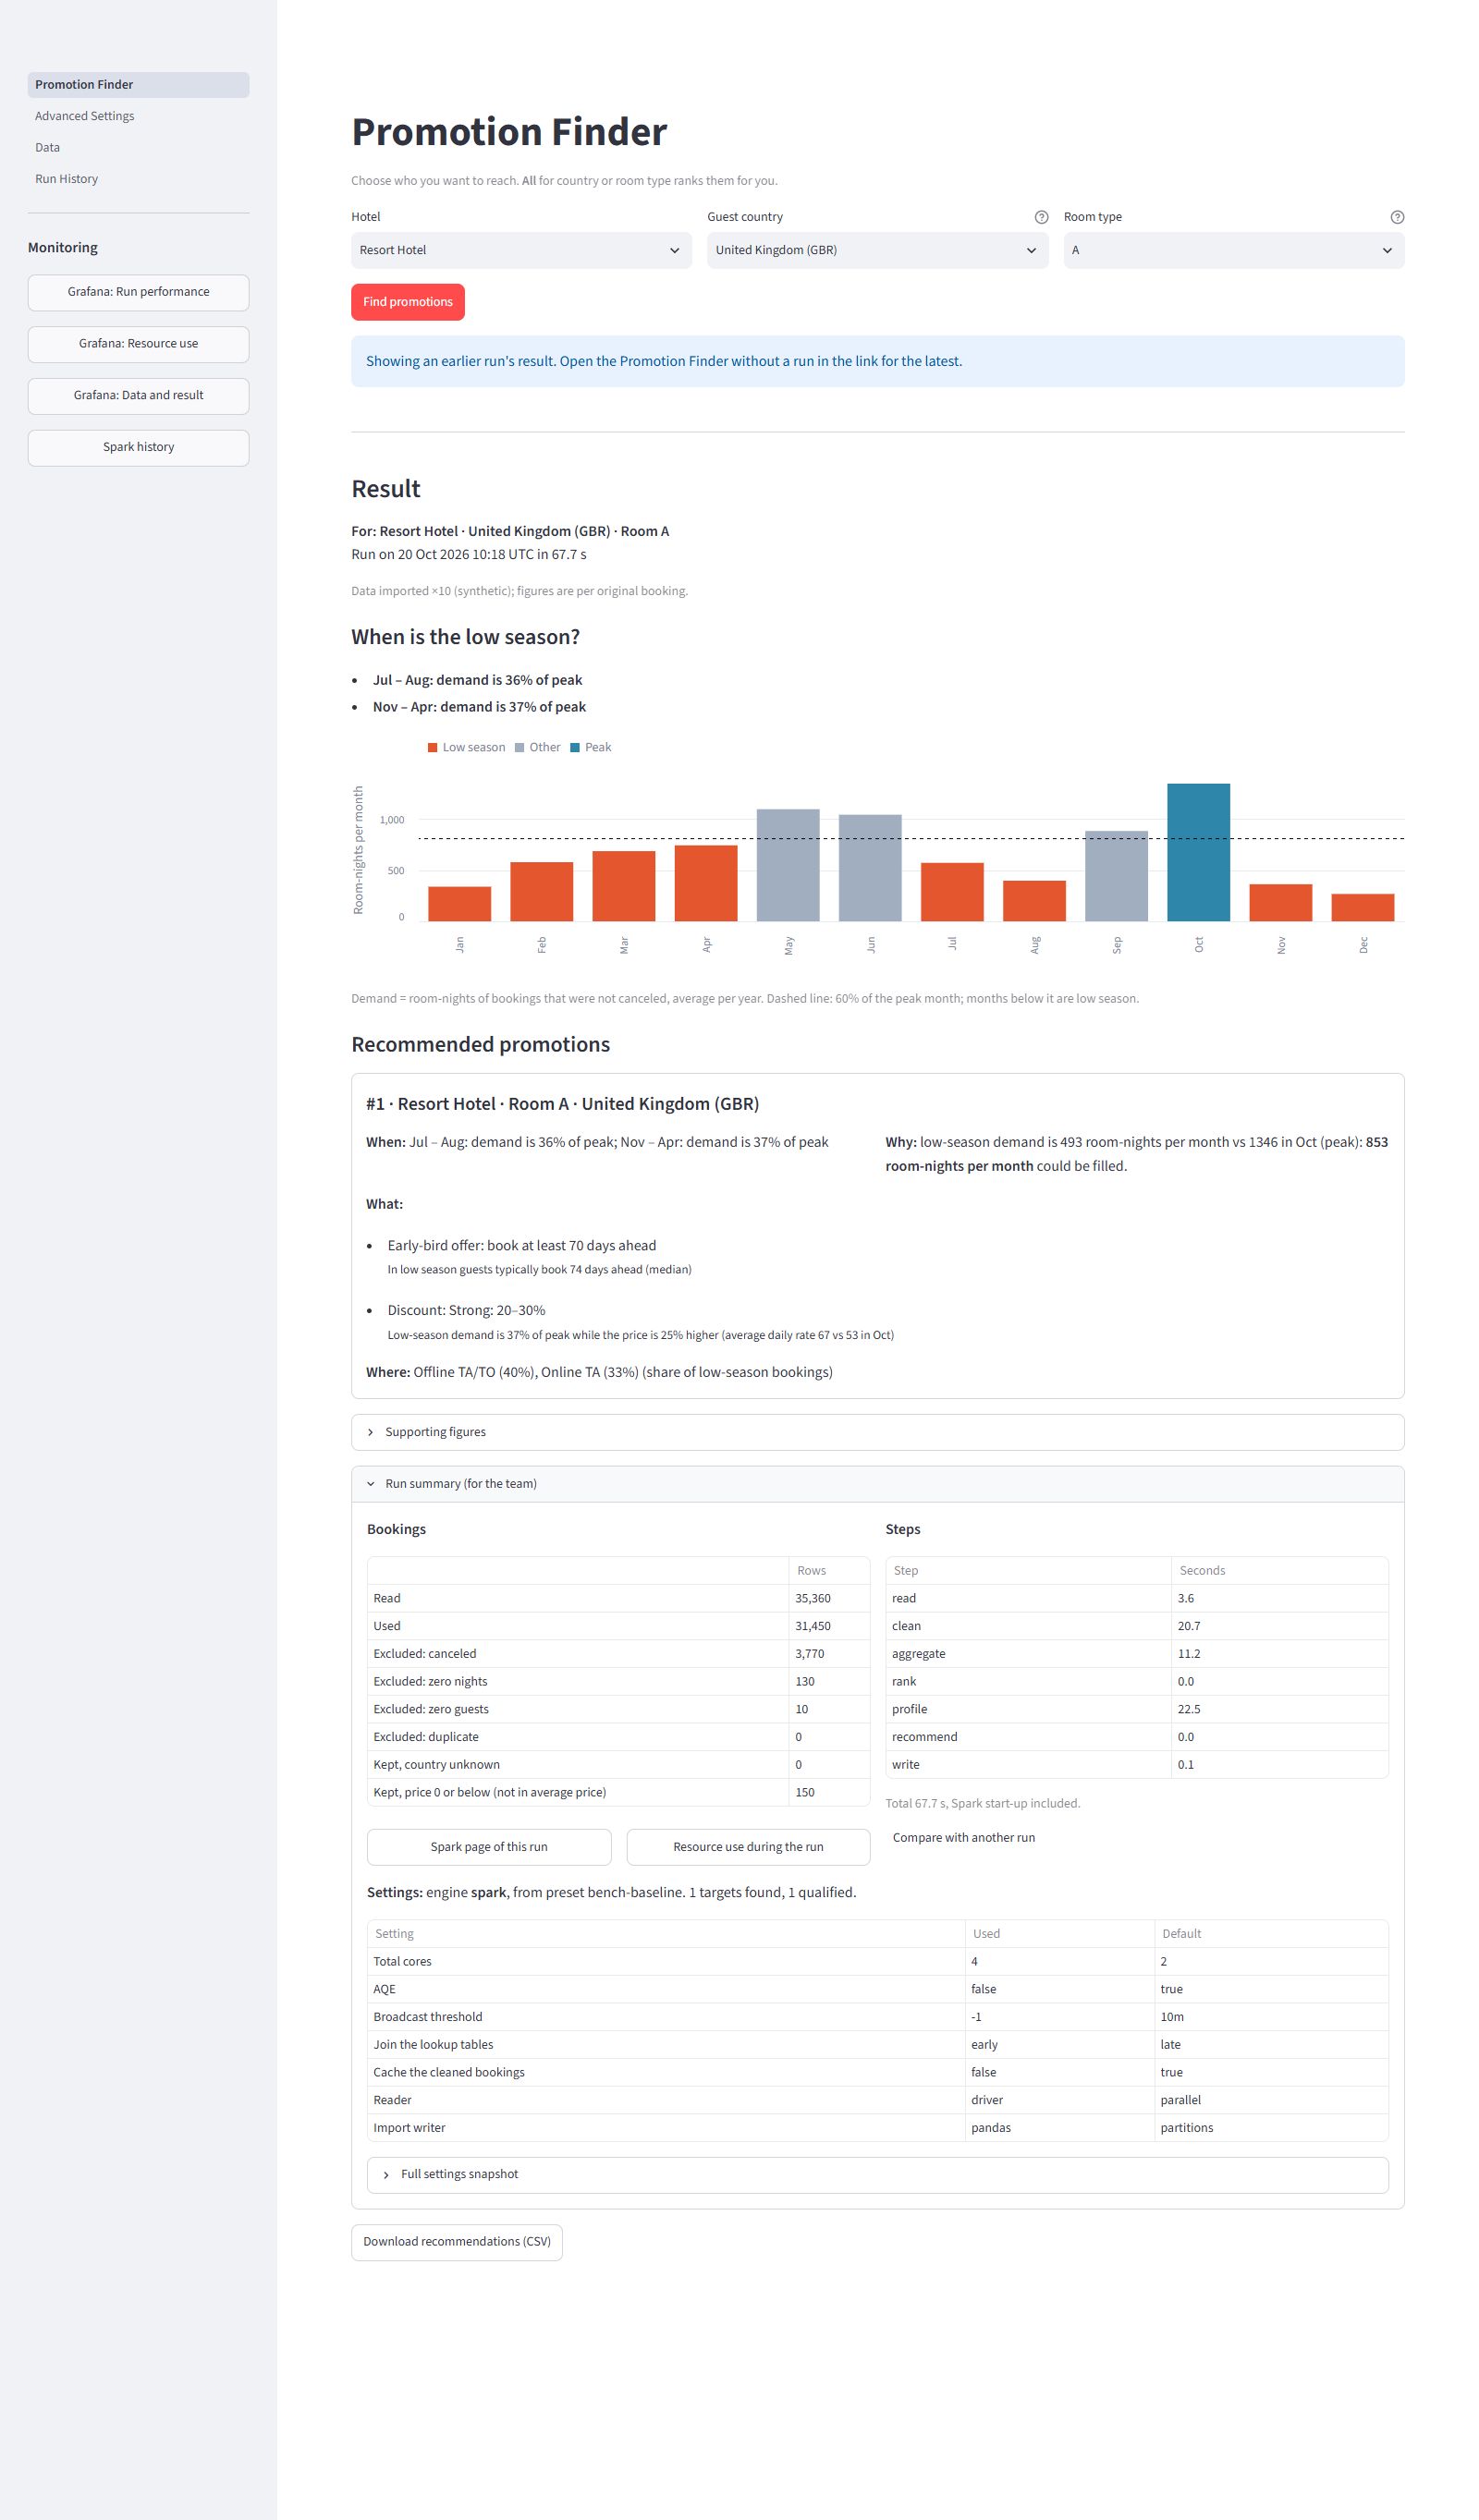 Promotion Finder
Advanced Settings
Data
Run History
Monitoring
Grafana: Run performance
Grafana: Resource use
Grafana: Data and result
Spark history
Promotion Finder
Choose who you want to reach. All for country or room type ranks them for you.
Hotel
Guest country
Room type
Resort Hotel
United Kingdom (GBR)
A
Find promotions
Showing an earlier run's result. Open the Promotion Finder without a run in the link for the latest.
Result
For: Resort Hotel · United Kingdom (GBR) · Room A
Run on 20 Oct 2026 10:18 UTC in 67.7 s
Data imported ×10 (synthetic); figures are per original booking.
When is the low season?
• Jul – Aug: demand is 36% of peak
• Nov – Apr: demand is 37% of peak
Low season Other Peak
Room-nights per month
1,000
500
0
Jan Feb Mar Apr May Jun Jul Aug Sep Oct Nov Dec
Demand = room-nights of bookings that were not canceled, average per year. Dashed line: 60% of the peak month; months below it are low season.
Recommended promotions
#1 · Resort Hotel · Room A · United Kingdom (GBR)
When: Jul – Aug: demand is 36% of peak; Nov – Apr: demand is 37% of peak
Why: low-season demand is 493 room-nights per month vs 1346 in Oct (peak): 853
room-nights per month could be filled.
What:
• Early-bird offer: book at least 70 days ahead
In low season guests typically book 74 days ahead (median)
• Discount: Strong: 20–30%
Low-season demand is 37% of peak while the price is 25% higher (average daily rate 67 vs 53 in Oct)
Where: Offline TA/TO (40%), Online TA (33%) (share of low-season bookings)
Supporting figures
Run summary (for the team)
Bookings
Rows
Read 35,360
Used 31,450
Excluded: canceled 3,770
Excluded: zero nights 130
Excluded: zero guests 10
Excluded: duplicate 0
Kept, country unknown 0
Kept, price 0 or below (not in average price) 150
Spark page of this run
Resource use during the run
Steps
Step Seconds
read 3.6
clean 20.7
aggregate 11.2
rank 0.0
profile 22.5
recommend 0.0
write 0.1
Total 67.7 s, Spark start-up included.
Compare with another run
Settings: engine spark, from preset bench-baseline. 1 targets found, 1 qualified.
Setting Used Default
Total cores 4 2
AQE false true
Broadcast threshold -1 10m
Join the lookup tables early late
Cache the cleaned bookings false true
Reader driver parallel
Import writer pandas partitions
Full settings snapshot
Download recommendations (CSV)